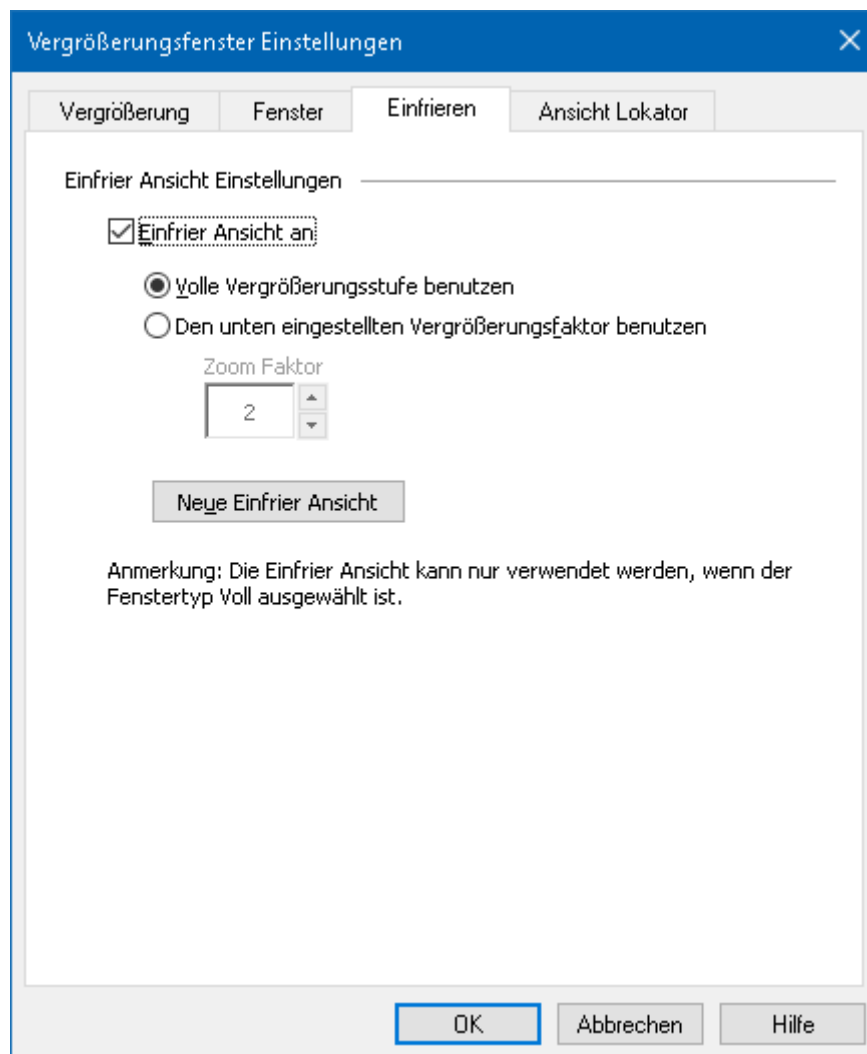 Vergrößerungsfenster Einstellungen
Vergrößerung Fenster Einfrieren Ansicht Lokator
Einfrier Ansicht Einstellungen
Einfrier Ansicht an
Volle Vergrößerungsstufe benutzen
Den unten eingestellten Vergrößerungsfaktor benutzen
Zoom Faktor
2
Neue Einfrier Ansicht
Anmerkung: Die Einfrier Ansicht kann nur verwendet werden, wenn der
Fenstertyp Voll ausgewählt ist.
OK Abbrechen Hilfe